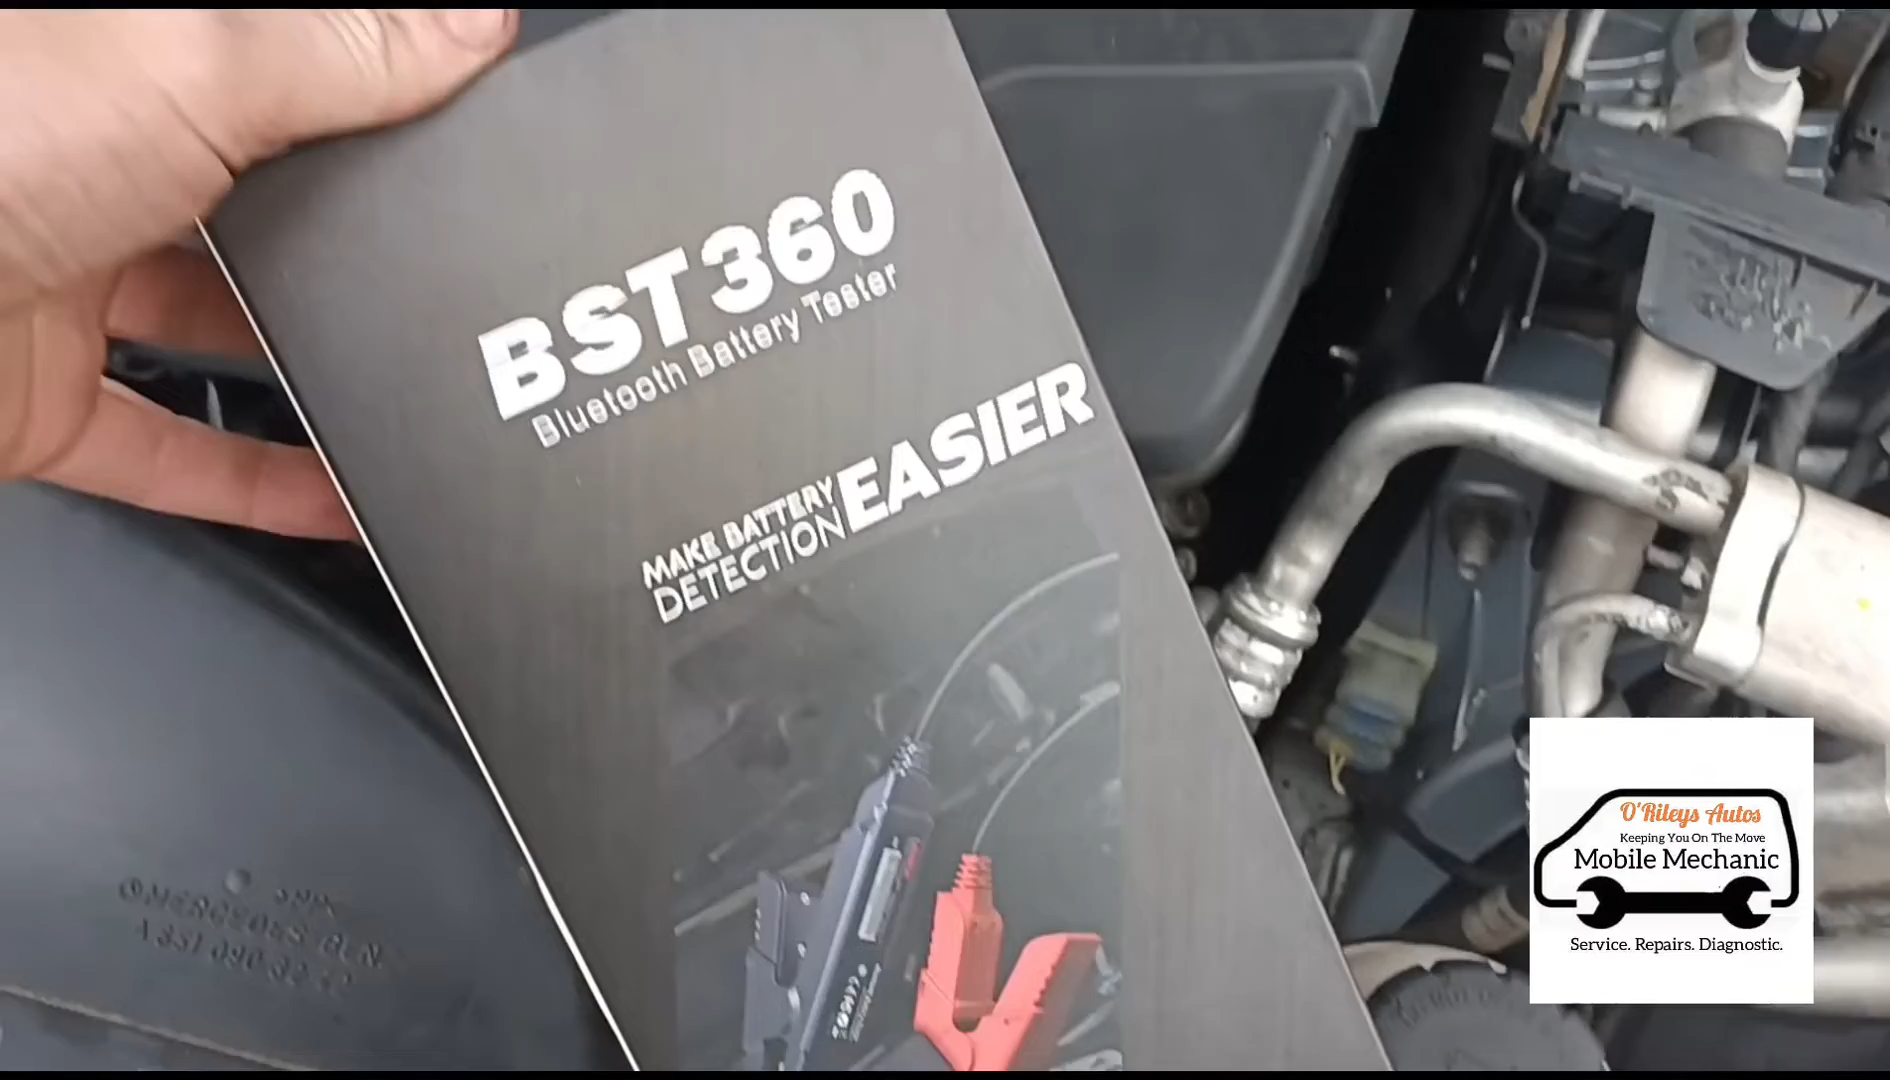 BST360
Bluetooth Battery Tester
MAKE BATTERY
DETECTION EASIER
O'Rileys Autos
Keeping You On The Move
Mobile Mechanic
Service. Repairs. Diagnostic.